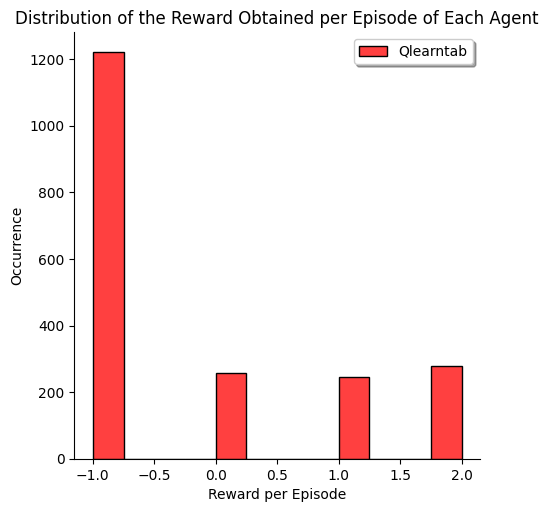 Distribution of the Reward Obtained per Episode of Each Agent
Qlearntab
1200
1000
800
600
400
200
0
Occurrence
−1.0 −0.5 0.0 0.5 1.0 1.5 2.0
Reward per Episode